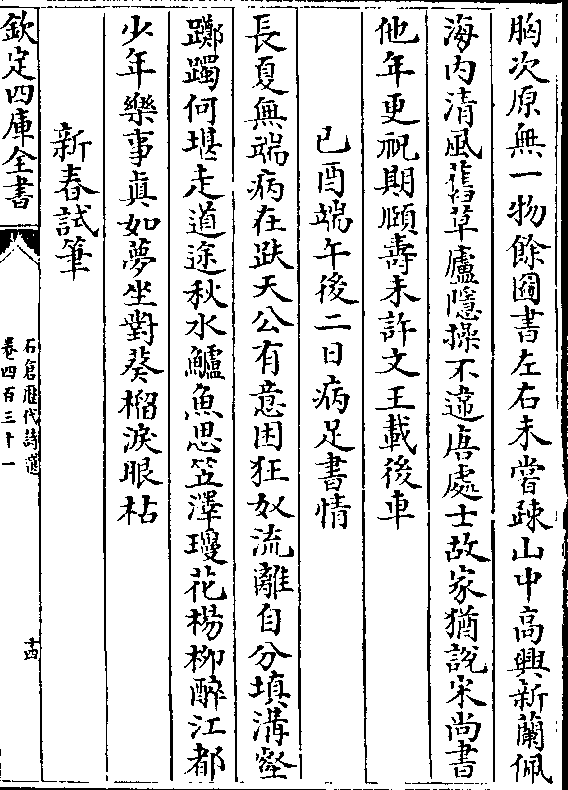 胸次原無一物餘圖書左右未嘗疎山中高興新蘭佩
海内清風舊草廬隱操不違唐處士故家猶説宋尚書
他年更祝期頤壽未許文王載後車
己酉端午後二日病足書情
長夏無端病在趺天公有意困狂奴流離自分填溝壑
躑躅何堪走道途秋水鱸魚思笠澤瓊花楊柳醉江都
少年樂事真如夢坐對葵榴淚眼枯
新春試筆
欽定四庫全書
石倉歷代詩選
卷四百三十一
十四